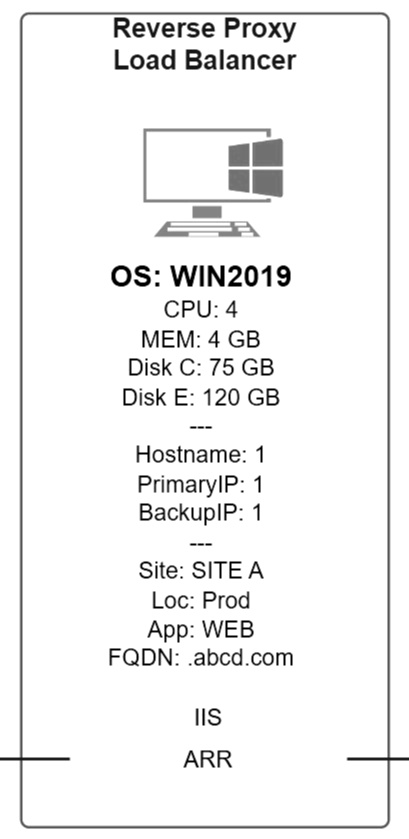 Reverse Proxy
Load Balancer
OS: WIN2019
CPU: 4
MEM: 4 GB
Disk C: 75 GB
Disk E: 120 GB
---
Hostname: 1
PrimaryIP: 1
BackupIP: 1
---
Site: SITE A
Loc: Prod
App: WEB
FQDN: .abcd.com
IIS
ARR